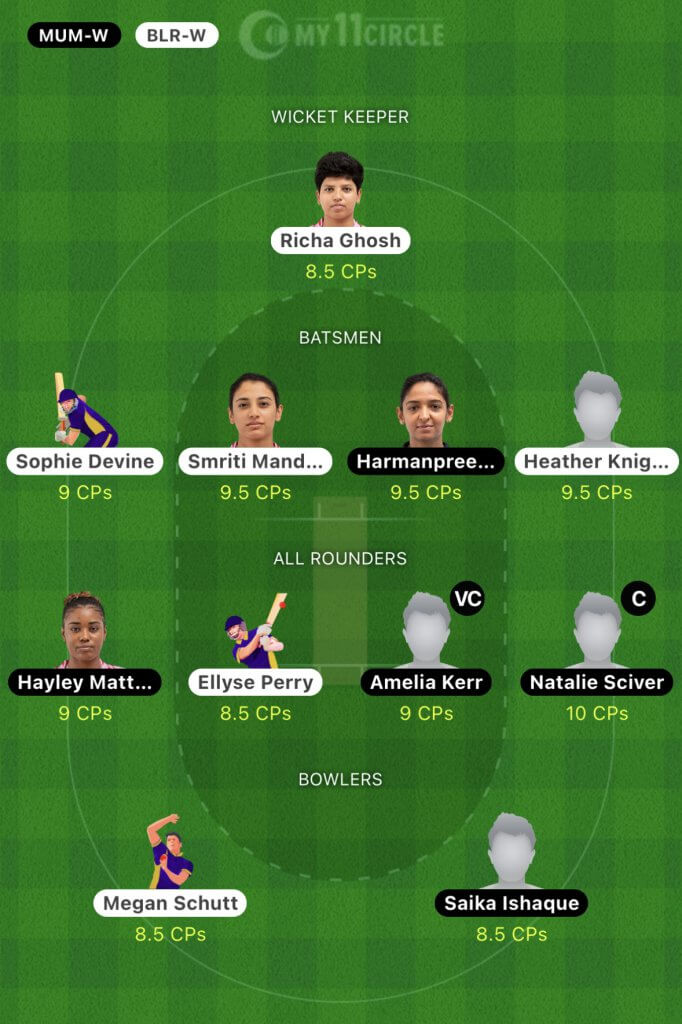 MUM-W BLR-W MY11CIRCLE
WICKET KEEPER
Richa Ghosh
8.5 CPs
BATSMEN
Sophie Devine Smriti Mand... Harmanpree... Heather Knig...
9 CPs 9.5 CPs 9.5 CPs 9.5 CPs
ALL ROUNDERS
VC C
Hayley Matt... Ellyse Perry Amelia Kerr Natalie Sciver
9 CPs 8.5 CPs 9 CPs 10 CPs
BOWLERS
Megan Schutt Saika Ishaque
8.5 CPs 8.5 CPs